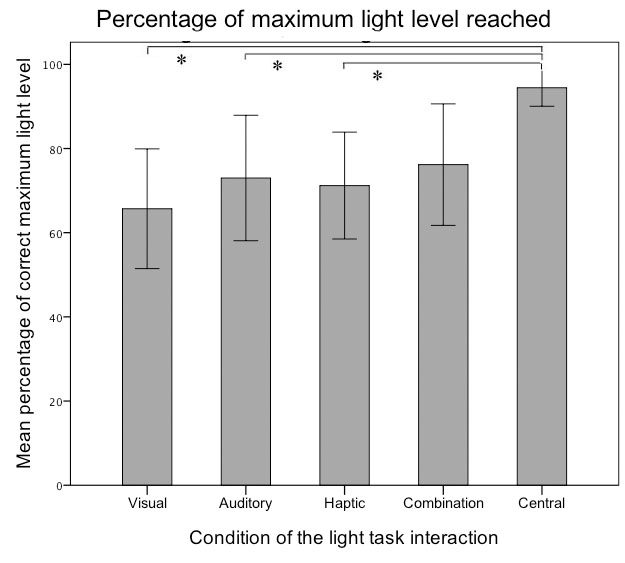 Percentage of maximum light level reached
Mean percentage of correct maximum light level
100
80
60
40
20
0
*
*
*
Visual Auditory Haptic Combination Central
Condition of the light task interaction